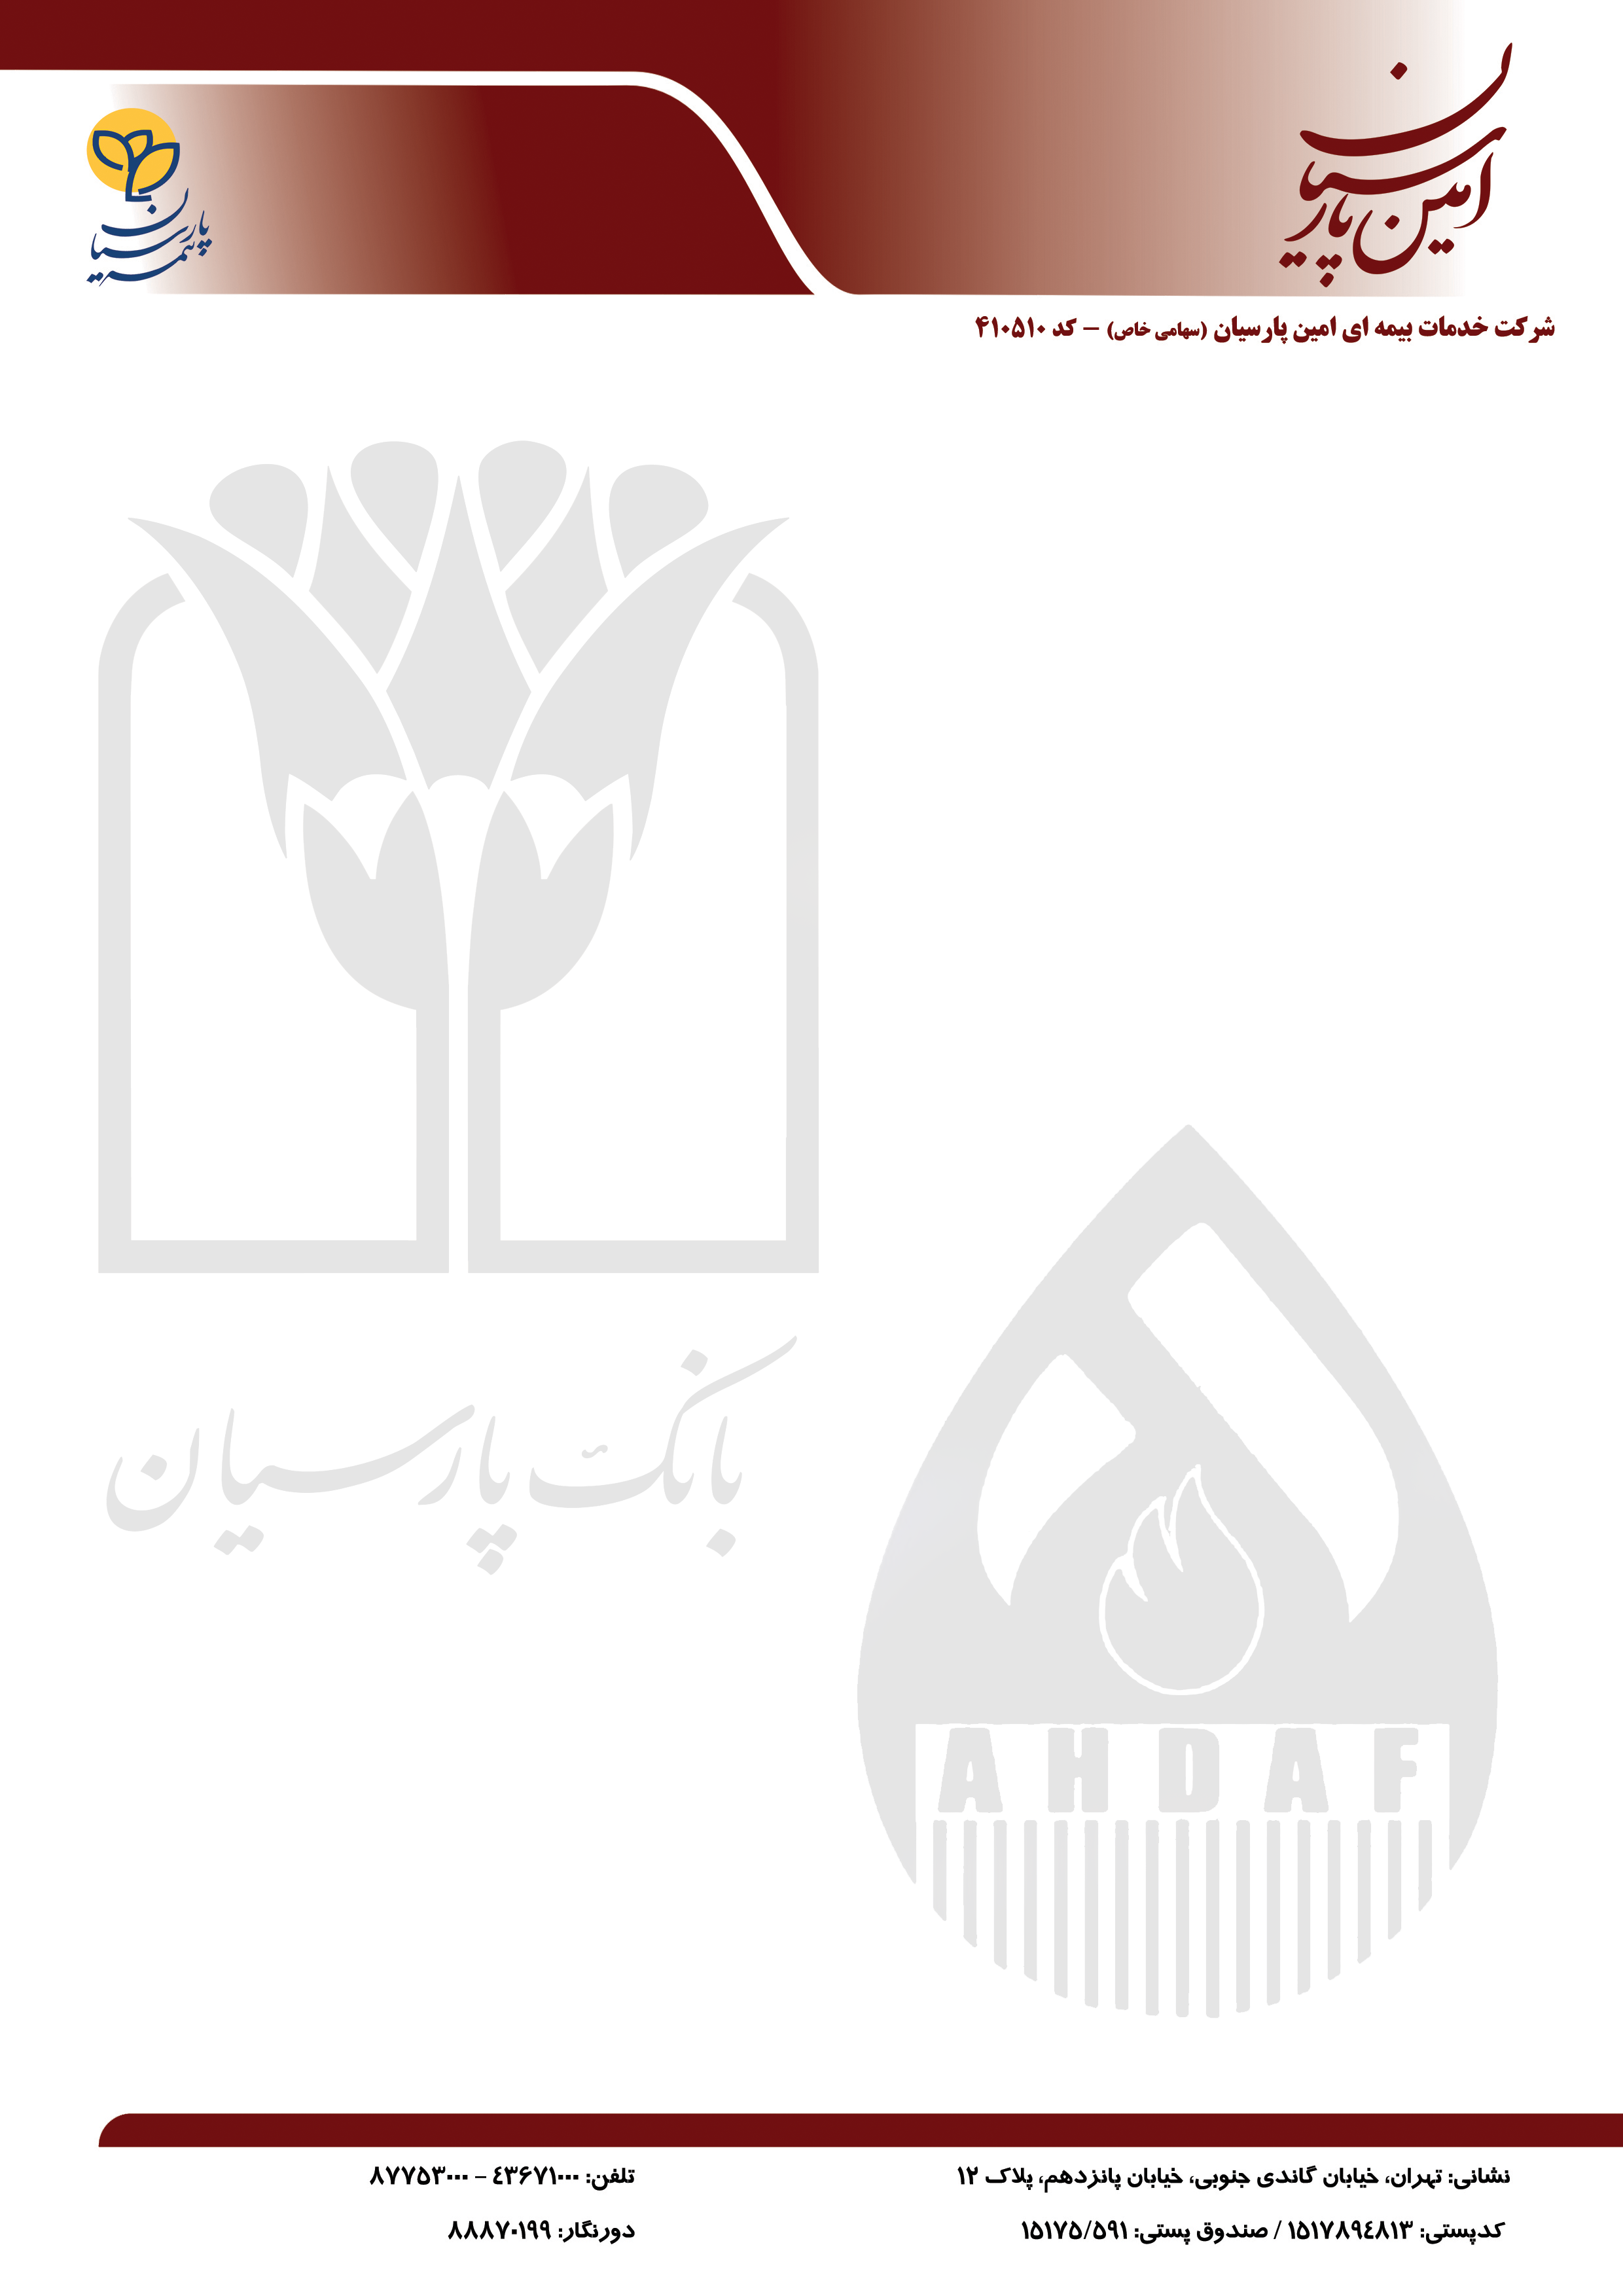 امین پارسیان
بیمه پارسیان
شرکت خدمات بیمه ای امین پارسیان (سهامی خاص) – کد ۴۱۰۵۱۰
بانک پارسیان
AHDAF
نشانی: تهران، خیابان گاندی جنوبی، خیابان پانزدهم، پلاک ۱۲
تلفن: ۴۳۶۷۱۰۰۰ – ۸۷۷۵۳۰۰۰
کدپستی: ۱۵۱۷۸۹۴۸۱۳ / صندوق پستی: ۱۵۱۷۵/۵۹۱
دورنگار: ۸۸۸۷۰۱۹۹